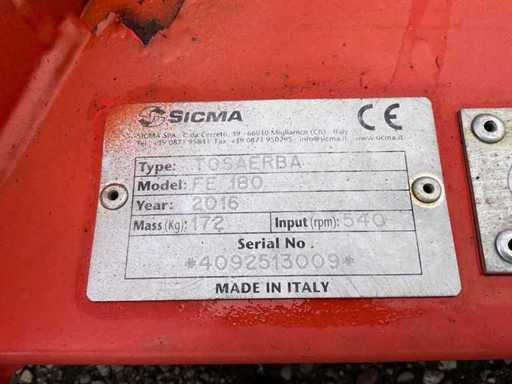 SICMA
CE
SICMA SPA - C.da Cerreto, 39 - 66010 Miglianico (Ch) - Italy
Tel. +39 0871 95841 Fax +39 0871 950295 - info@sicma.it - www.sicma.it
Type: TOSAERBA
Model: FE 180
Year: 2016
Mass (Kg): 172 Input (rpm): 540
Serial No.
*4092513009*
MADE IN ITALY